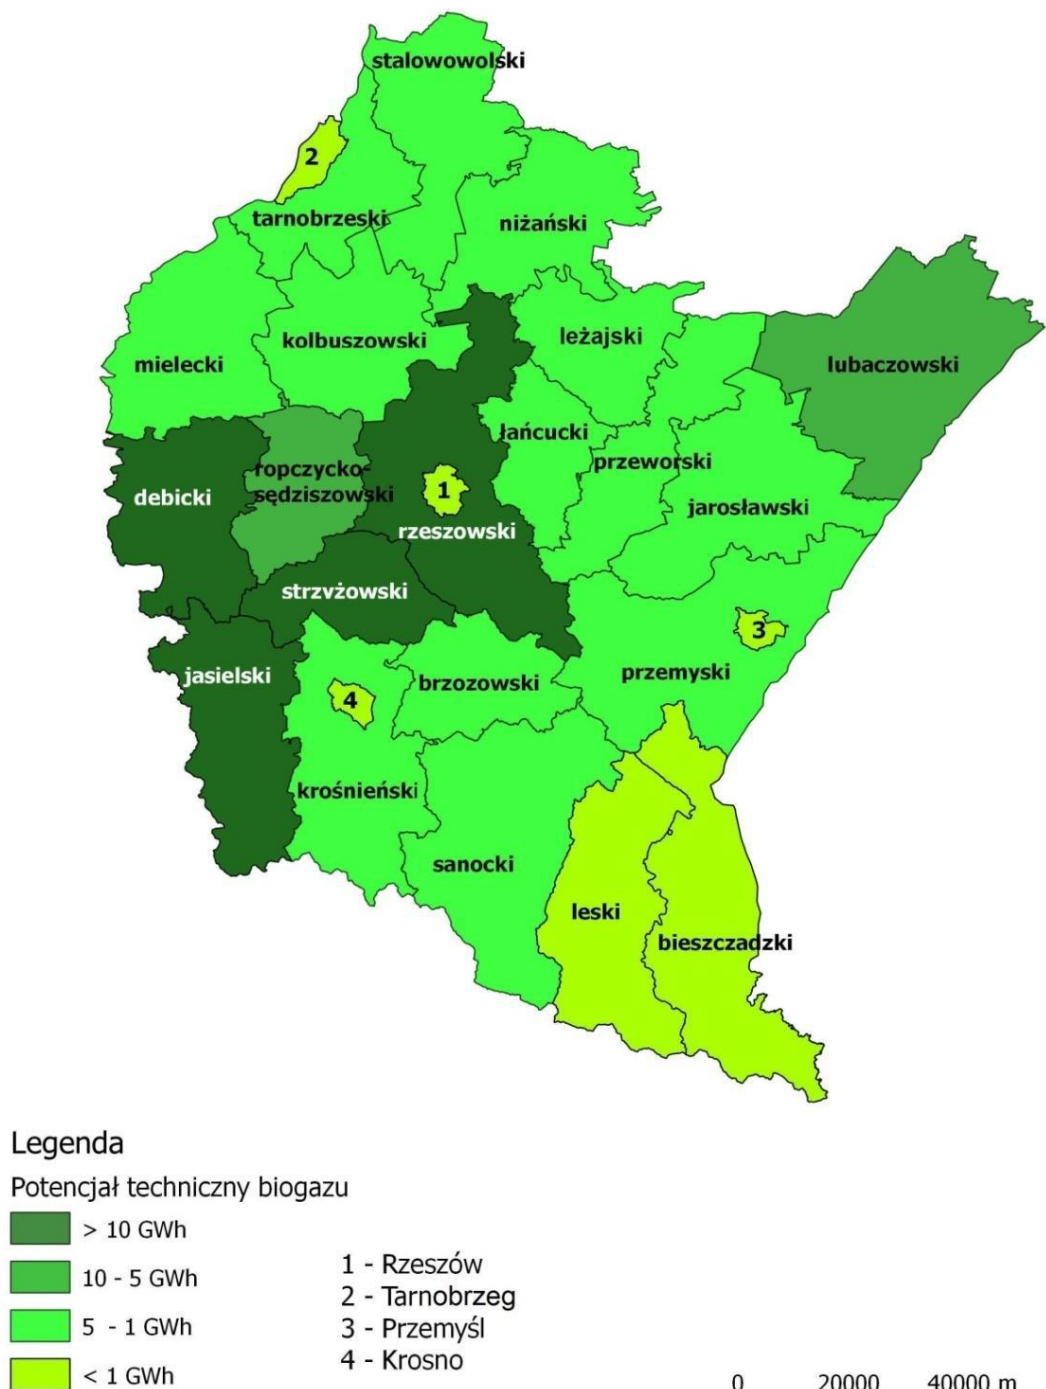 stalowowolski
2
tarnobrzeski
niżański
kolbuszowski
leżajski
mielecki
lubaczowski
łańcucki
ropczycko-
sędziszowski
przeworski
debicki
1
jarosławski
rzeszowski
strzyżowski
3
jasielski
brzozowski
przemyski
4
krośnieński
sanocki
leski
bieszczadzki
Legenda
Potencjał techniczny biogazu
> 10 GWh
10 - 5 GWh
5 - 1 GWh
< 1 GWh
1 - Rzeszów
2 - Tarnobrzeg
3 - Przemyśl
4 - Krosno
0 20000 40000 m